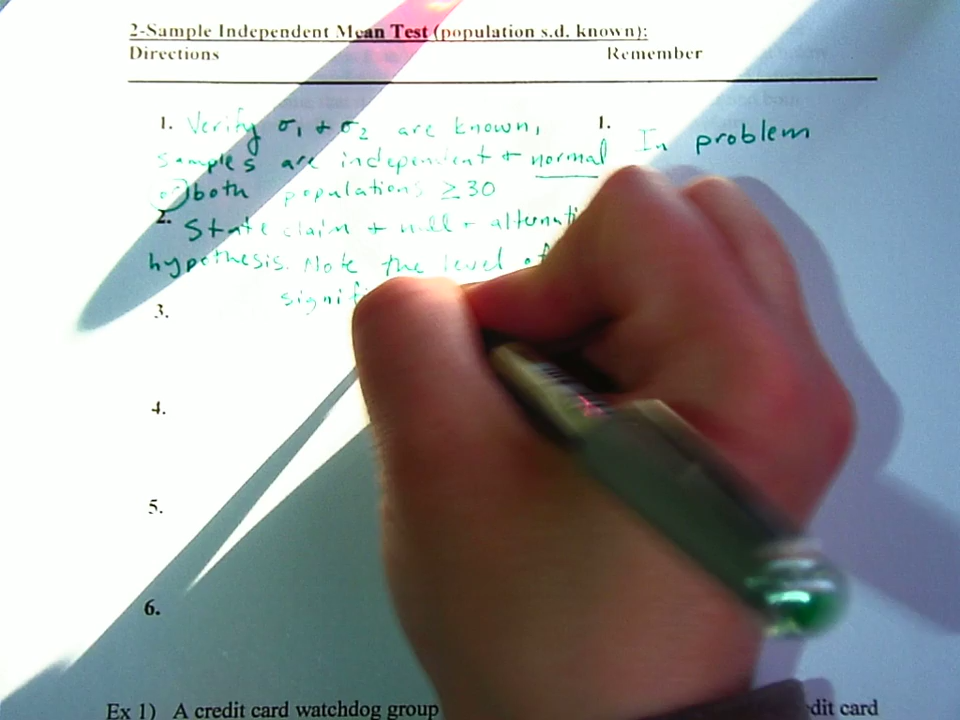 2-Sample Independent Mean Test (population s.d. known):
Directions Remember
1. Verify σ₁ + σ₂ are known, 1. In problem
samples are independent + normal
or both populations ≥ 30
2. State claim + null + alternati
hypothesis. Note the level of
signifi
3.
4.
5.
6.
Ex 1) A credit card watchdog group dit card